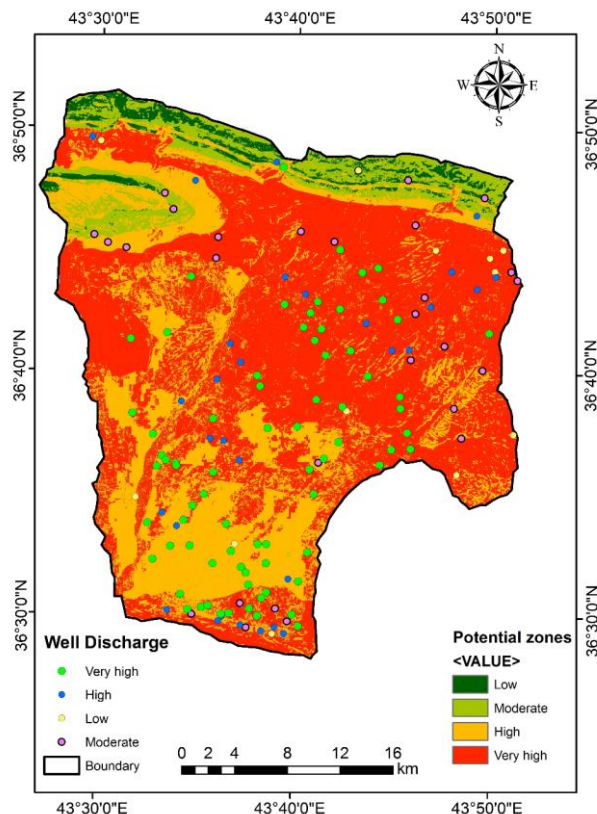 43°30'0"E 43°40'0"E 43°50'0"E
N
W E
S
36°50'0"N 36°50'0"N
36°40'0"N 36°40'0"N
36°30'0"N 36°30'0"N
Well Discharge
Very high
High
Low
Moderate
Boundary
0 2 4 8 12 16
km
Potential zones
<VALUE>
Low
Moderate
High
Very high
43°30'0"E 43°40'0"E 43°50'0"E